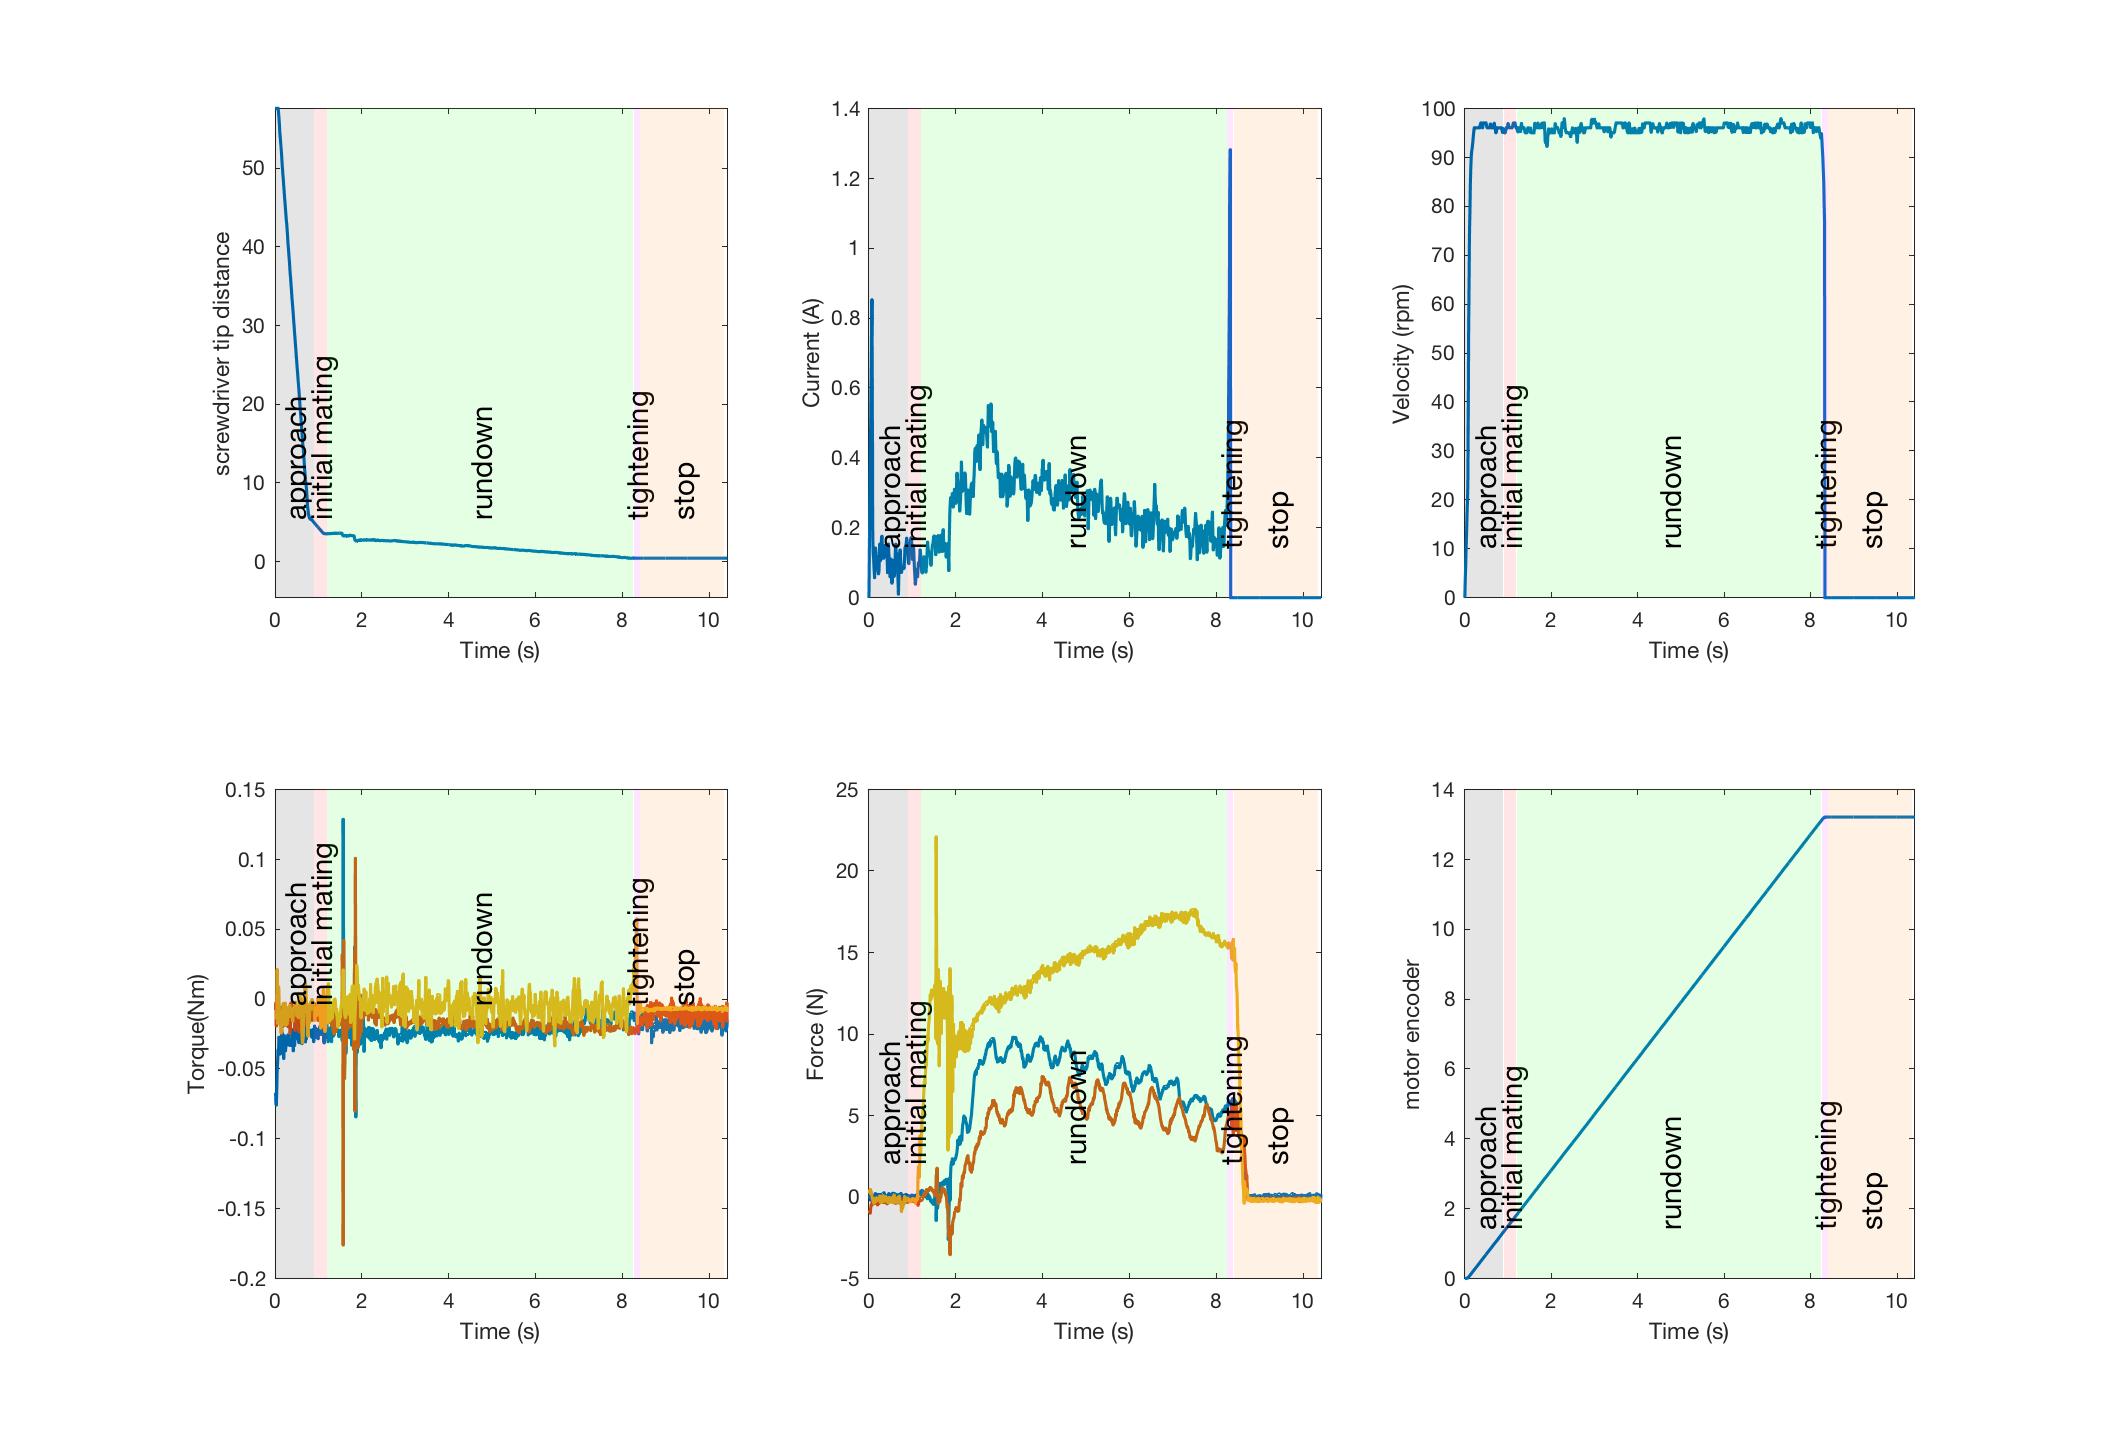 screwdriver tip distance
50
40
30
20
10
0
approach
initial mating
rundown
tightening
stop
0 2 4 6 8 10
Time (s)
Current (A)
1.4
1.2
1
0.8
0.6
0.4
0.2
0
approach
initial mating
rundown
tightening
stop
0 2 4 6 8 10
Time (s)
Velocity (rpm)
100
90
80
70
60
50
40
30
20
10
0
approach
initial mating
rundown
tightening
stop
0 2 4 6 8 10
Time (s)
Torque(Nm)
0.15
0.1
0.05
0
-0.05
-0.1
-0.15
-0.2
approach
initial mating
rundown
tightening
stop
0 2 4 6 8 10
Time (s)
Force (N)
25
20
15
10
5
0
-5
approach
initial mating
rundown
tightening
stop
0 2 4 6 8 10
Time (s)
motor encoder
14
12
10
8
6
4
2
0
approach
initial mating
rundown
tightening
stop
0 2 4 6 8 10
Time (s)